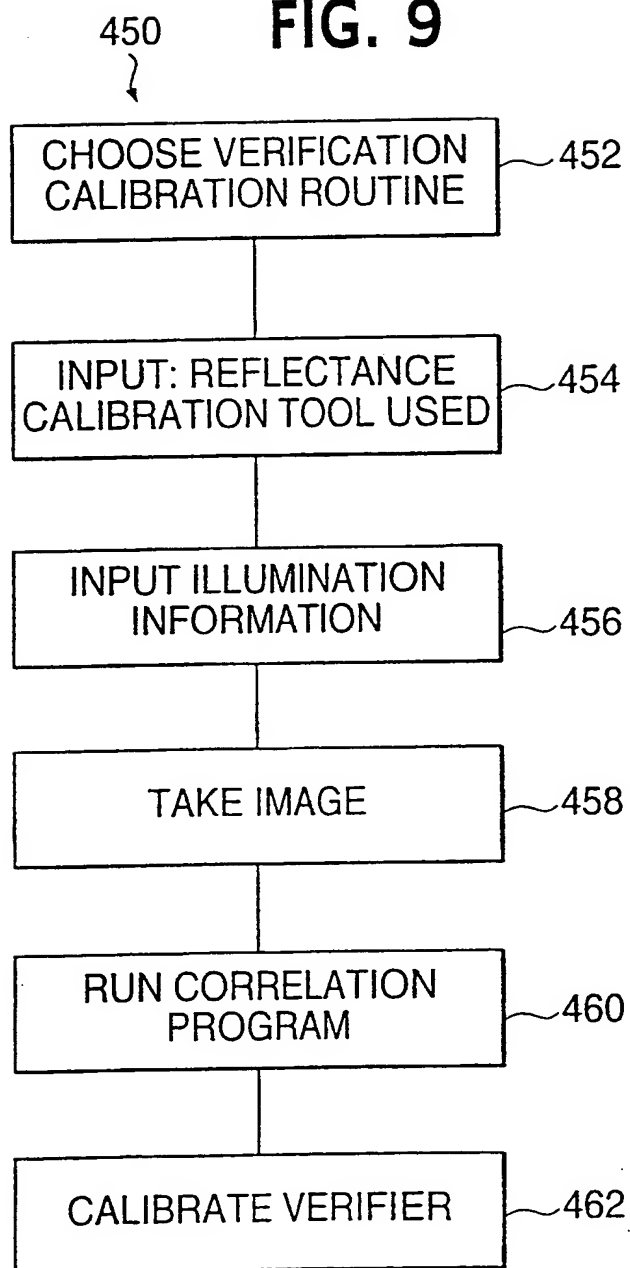 450
FIG. 9
CHOOSE VERIFICATION
CALIBRATION ROUTINE
452
INPUT: REFLECTANCE
CALIBRATION TOOL USED
454
INPUT ILLUMINATION
INFORMATION
456
TAKE IMAGE
458
RUN CORRELATION
PROGRAM
460
CALIBRATE VERIFIER
462